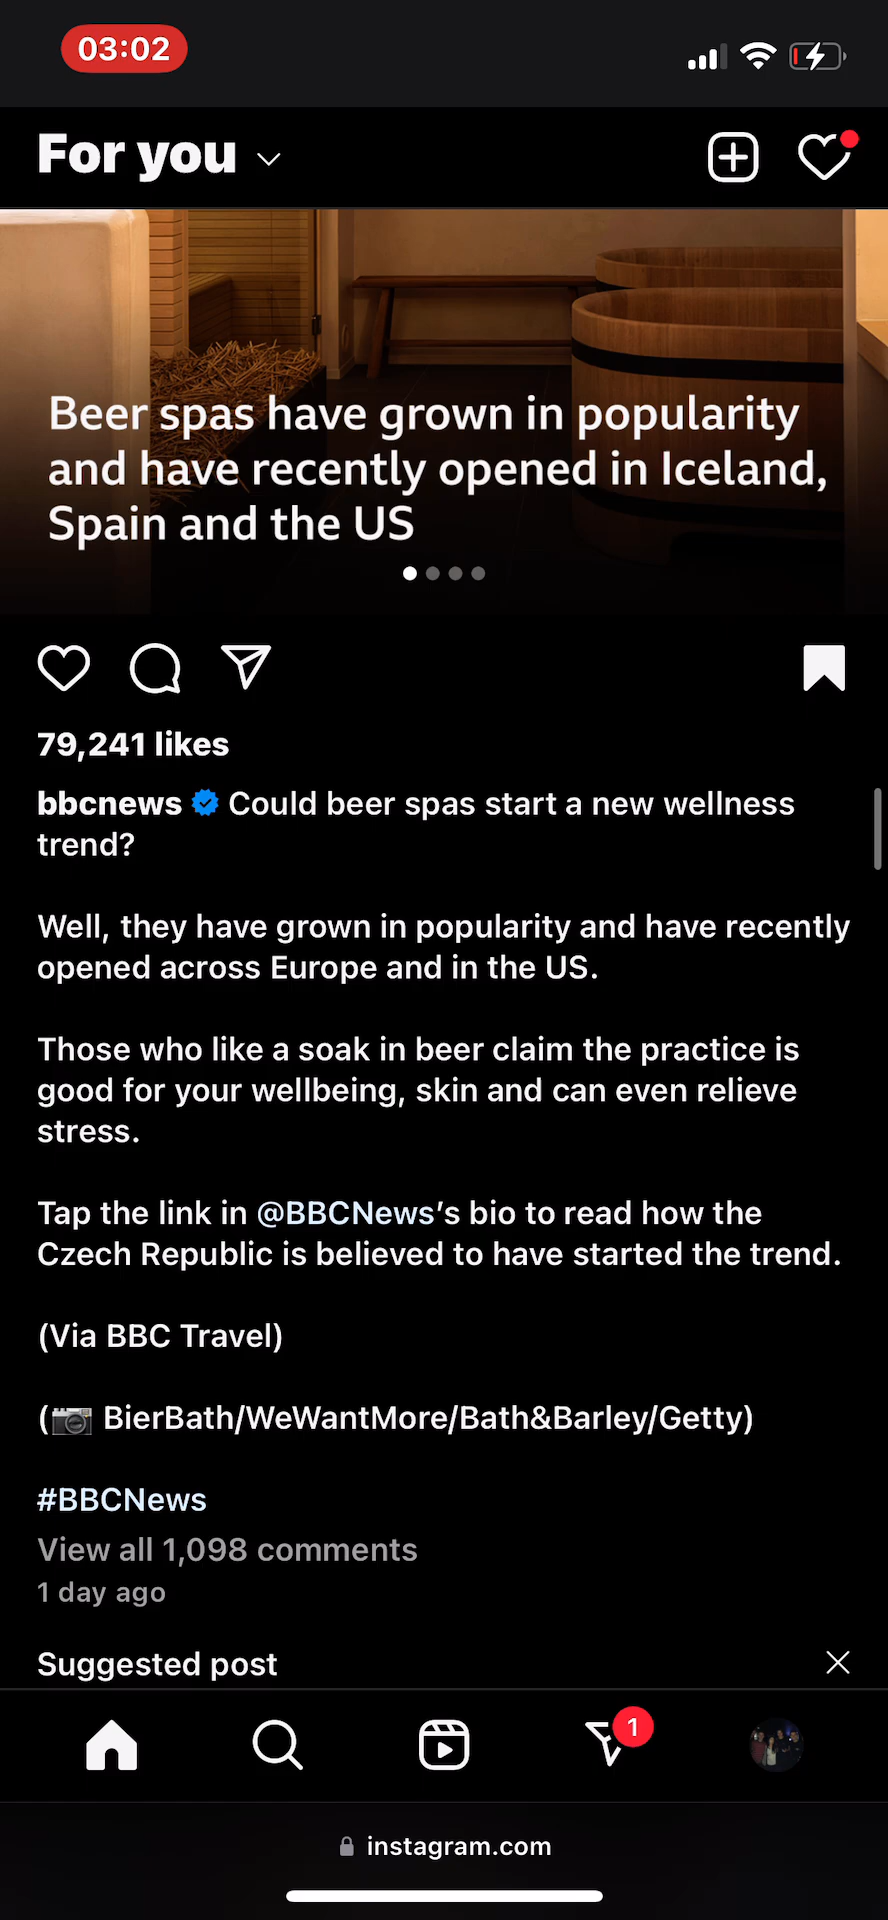 03:02
For you
Beer spas have grown in popularity
and have recently opened in Iceland,
Spain and the US
79,241 likes
bbcnews Could beer spas start a new wellness
trend?
Well, they have grown in popularity and have recently
opened across Europe and in the US.
Those who like a soak in beer claim the practice is
good for your wellbeing, skin and can even relieve
stress.
Tap the link in @BBCNews’s bio to read how the
Czech Republic is believed to have started the trend.
(Via BBC Travel)
(📷 BierBath/WeWantMore/Bath&Barley/Getty)
#BBCNews
View all 1,098 comments
1 day ago
Suggested post
1
instagram.com